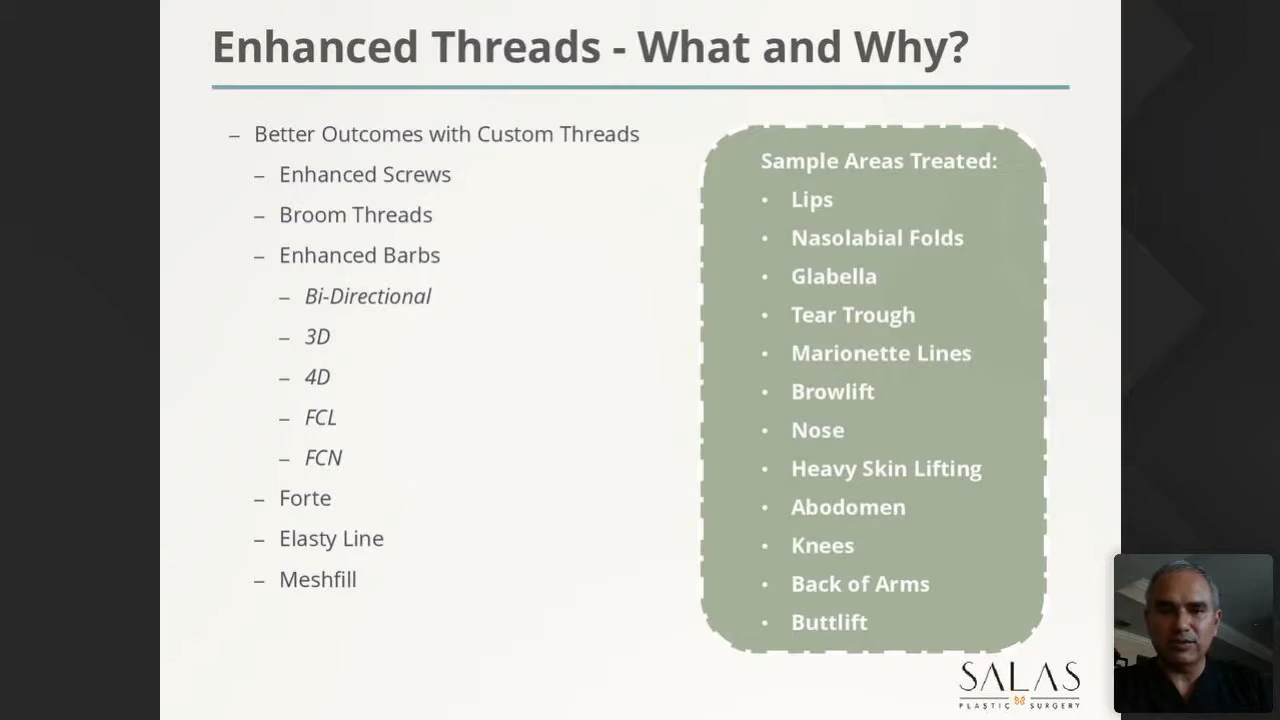 Enhanced Threads - What and Why?
– Better Outcomes with Custom Threads
– Enhanced Screws
– Broom Threads
– Enhanced Barbs
– Bi-Directional
– 3D
– 4D
– FCL
– FCN
– Forte
– Elasty Line
– Meshfill
Sample Areas Treated:
• Lips
• Nasolabial Folds
• Glabella
• Tear Trough
• Marionette Lines
• Browlift
• Nose
• Heavy Skin Lifting
• Abodomen
• Knees
• Back of Arms
• Buttlift
SALAS
PLASTIC SURGERY